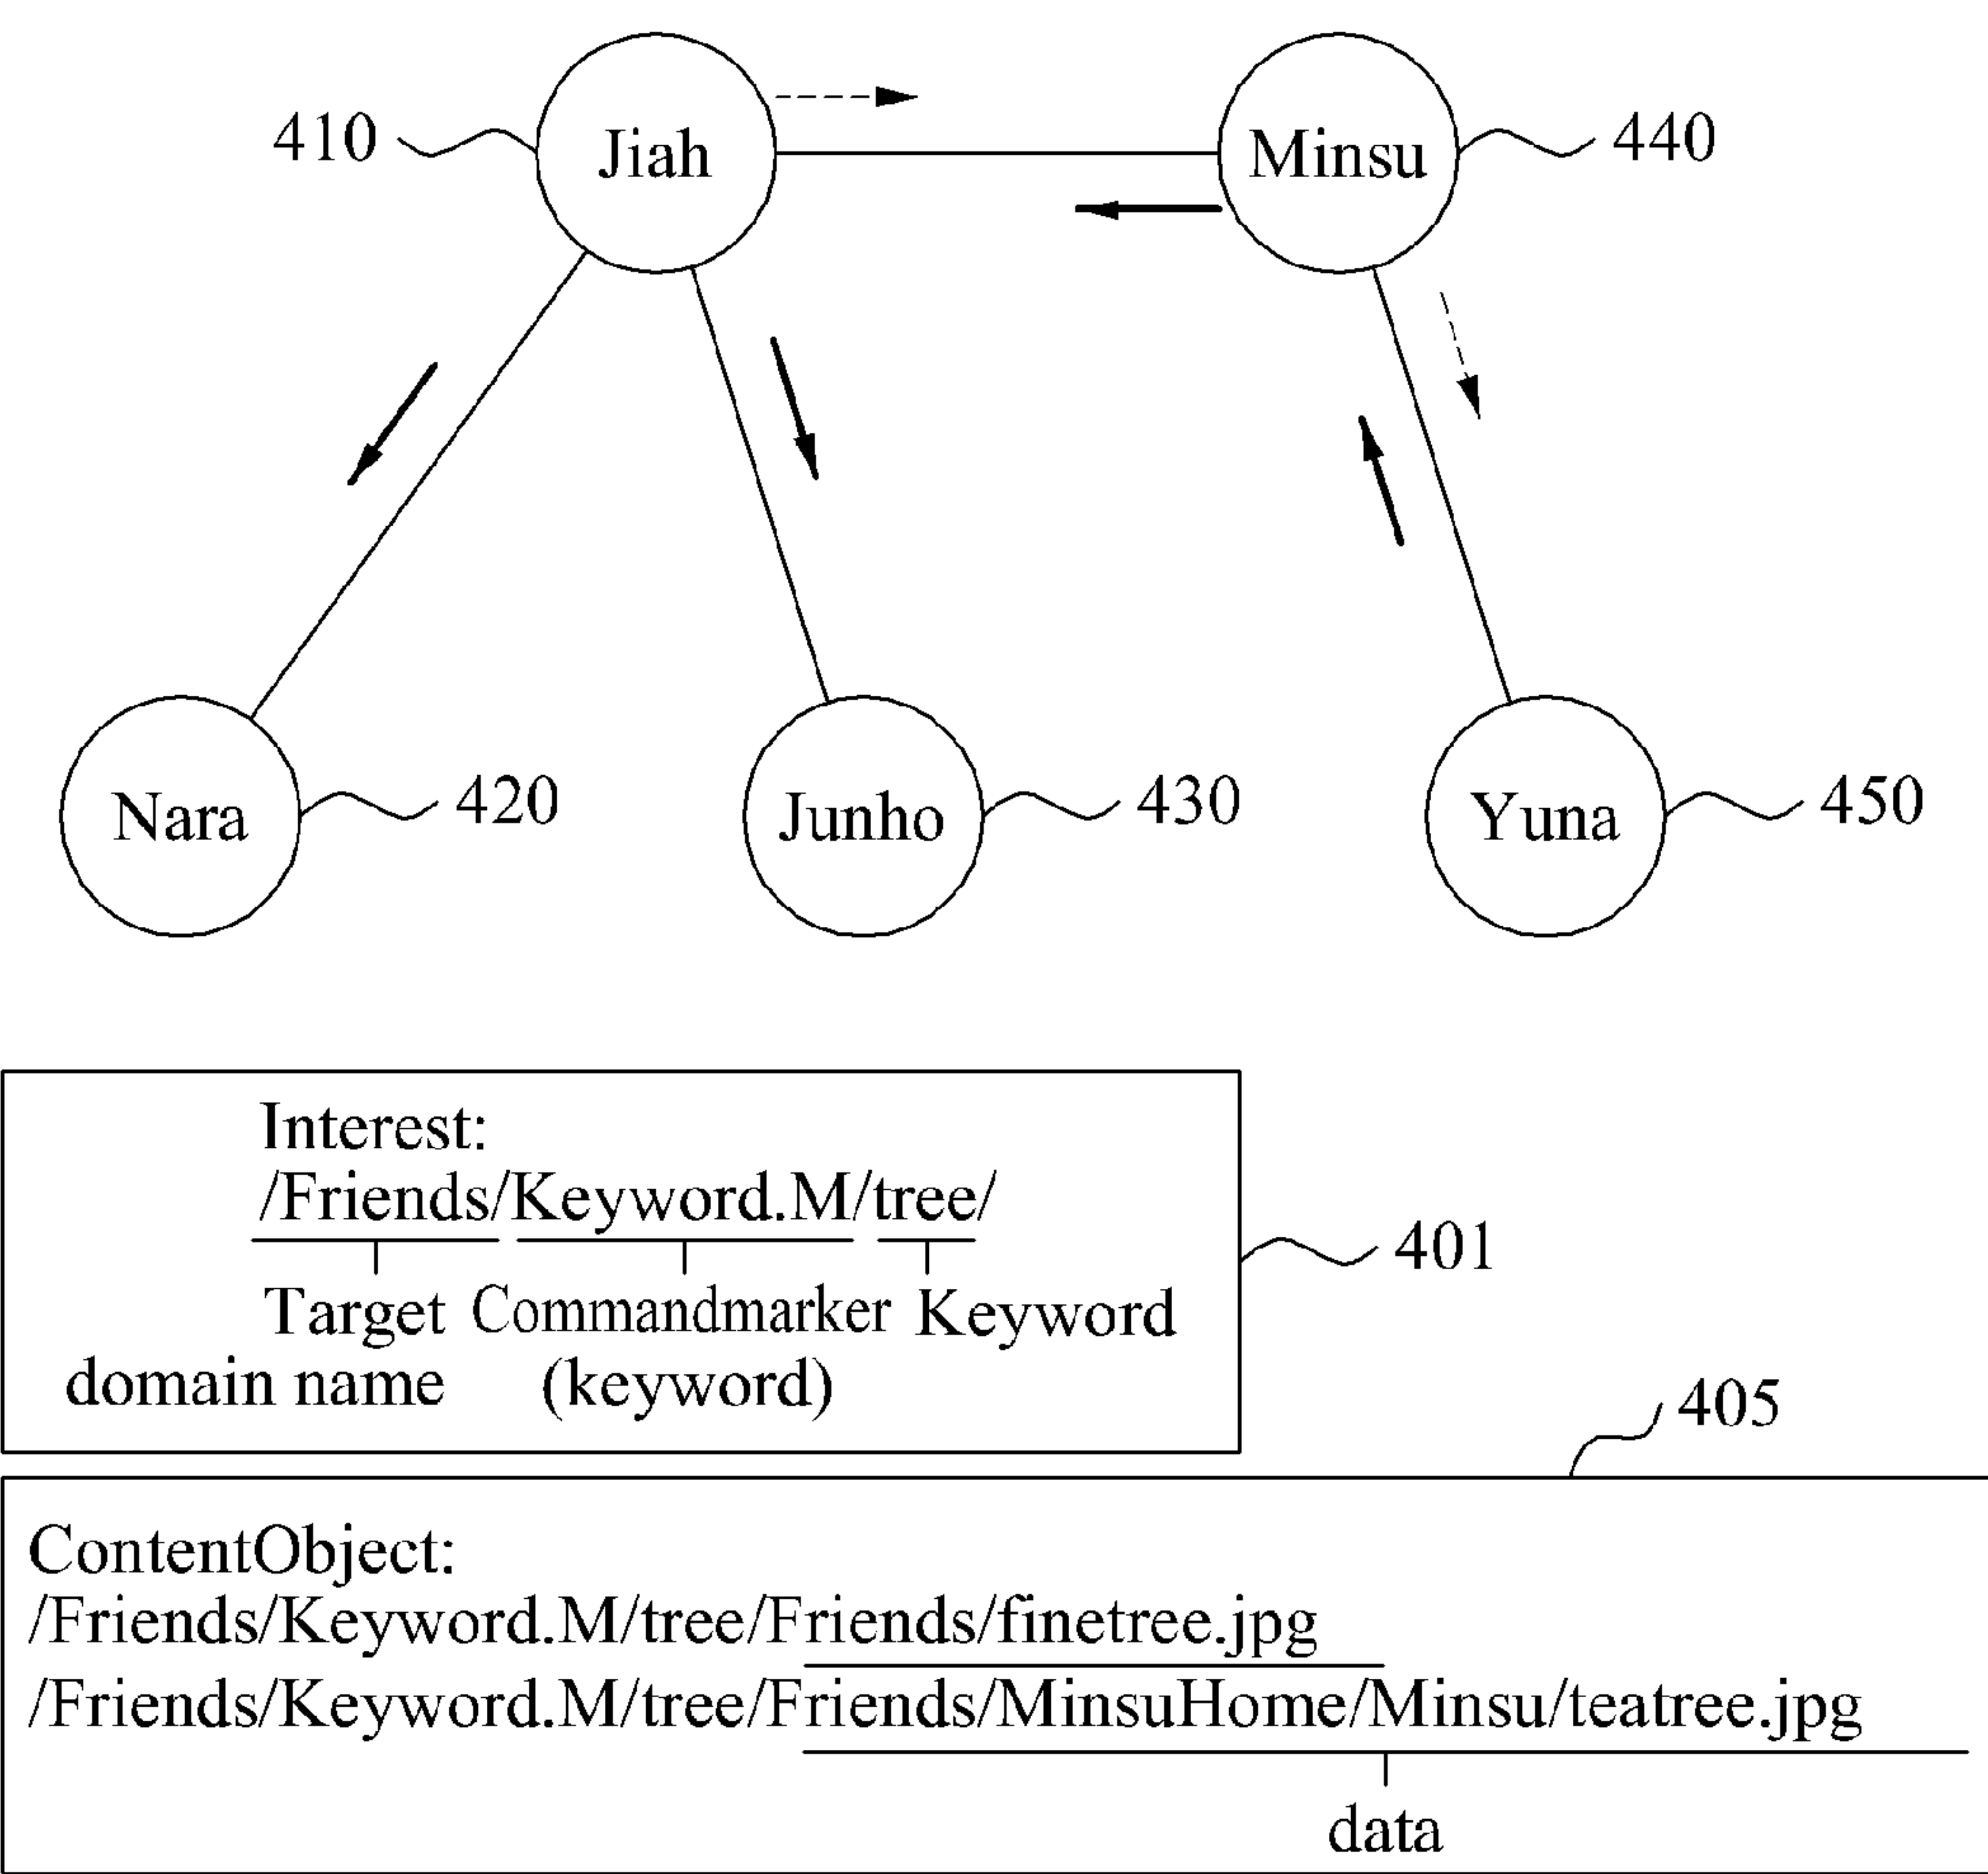 410
Jiah
Minsu
440
Nara
420
Junho
430
Yuna
450
Interest:
/Friends/Keyword.M/tree/
Target Commandmarker Keyword
domain name (keyword)
401
405
ContentObject:
/Friends/Keyword.M/tree/Friends/finetree.jpg
/Friends/Keyword.M/tree/Friends/MinsuHome/Minsu/teatree.jpg
data